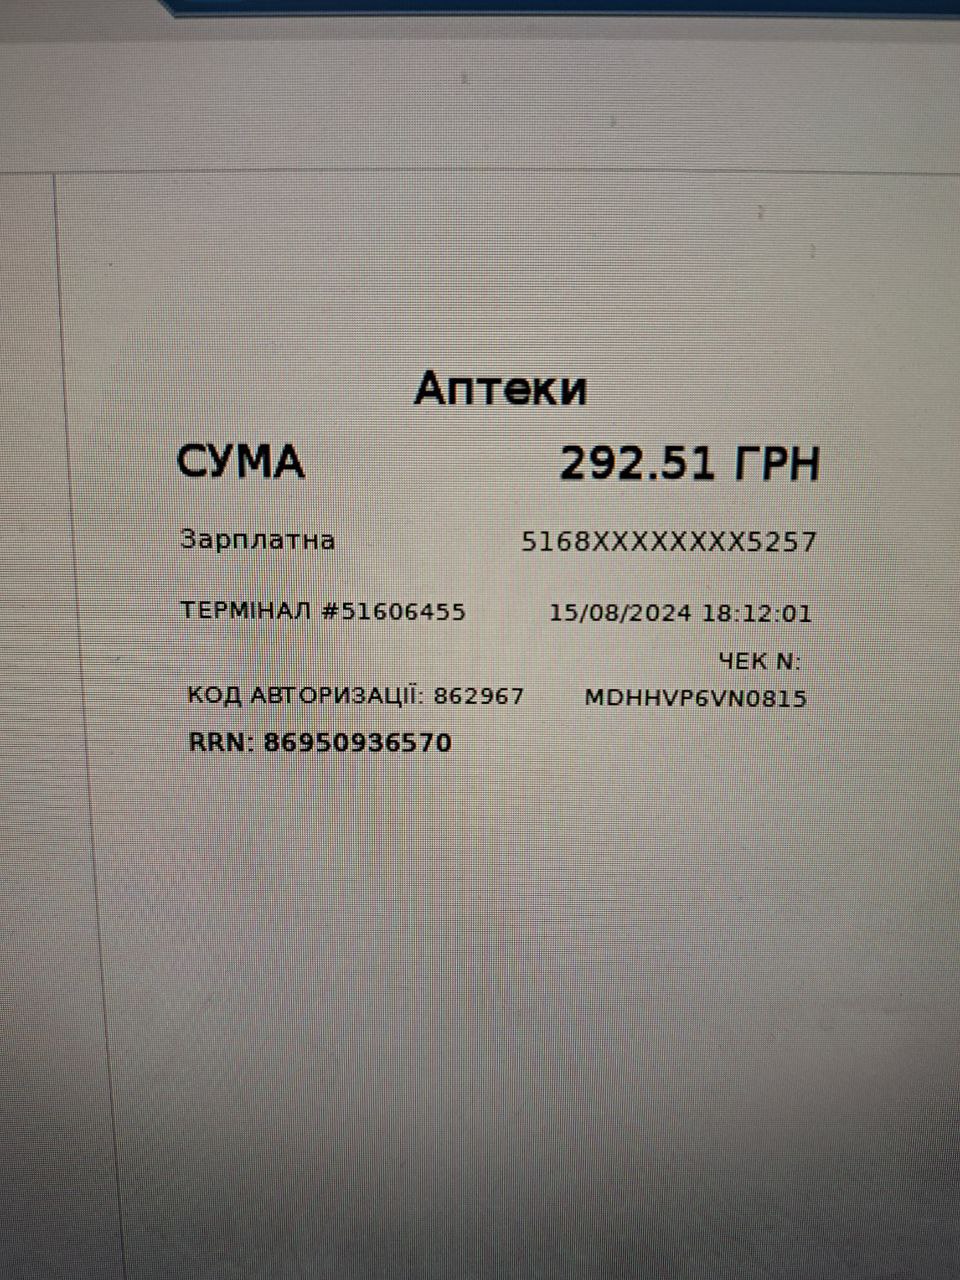 Аптеки
СУМА 292.51 ГРН
Зарплатна 5168XXXXXXXX5257
ТЕРМІНАЛ #51606455 15/08/2024 18:12:01
ЧЕК N:
КОД АВТОРИЗАЦІЇ: 862967 MDHHVP6VN0815
RRN: 86950936570